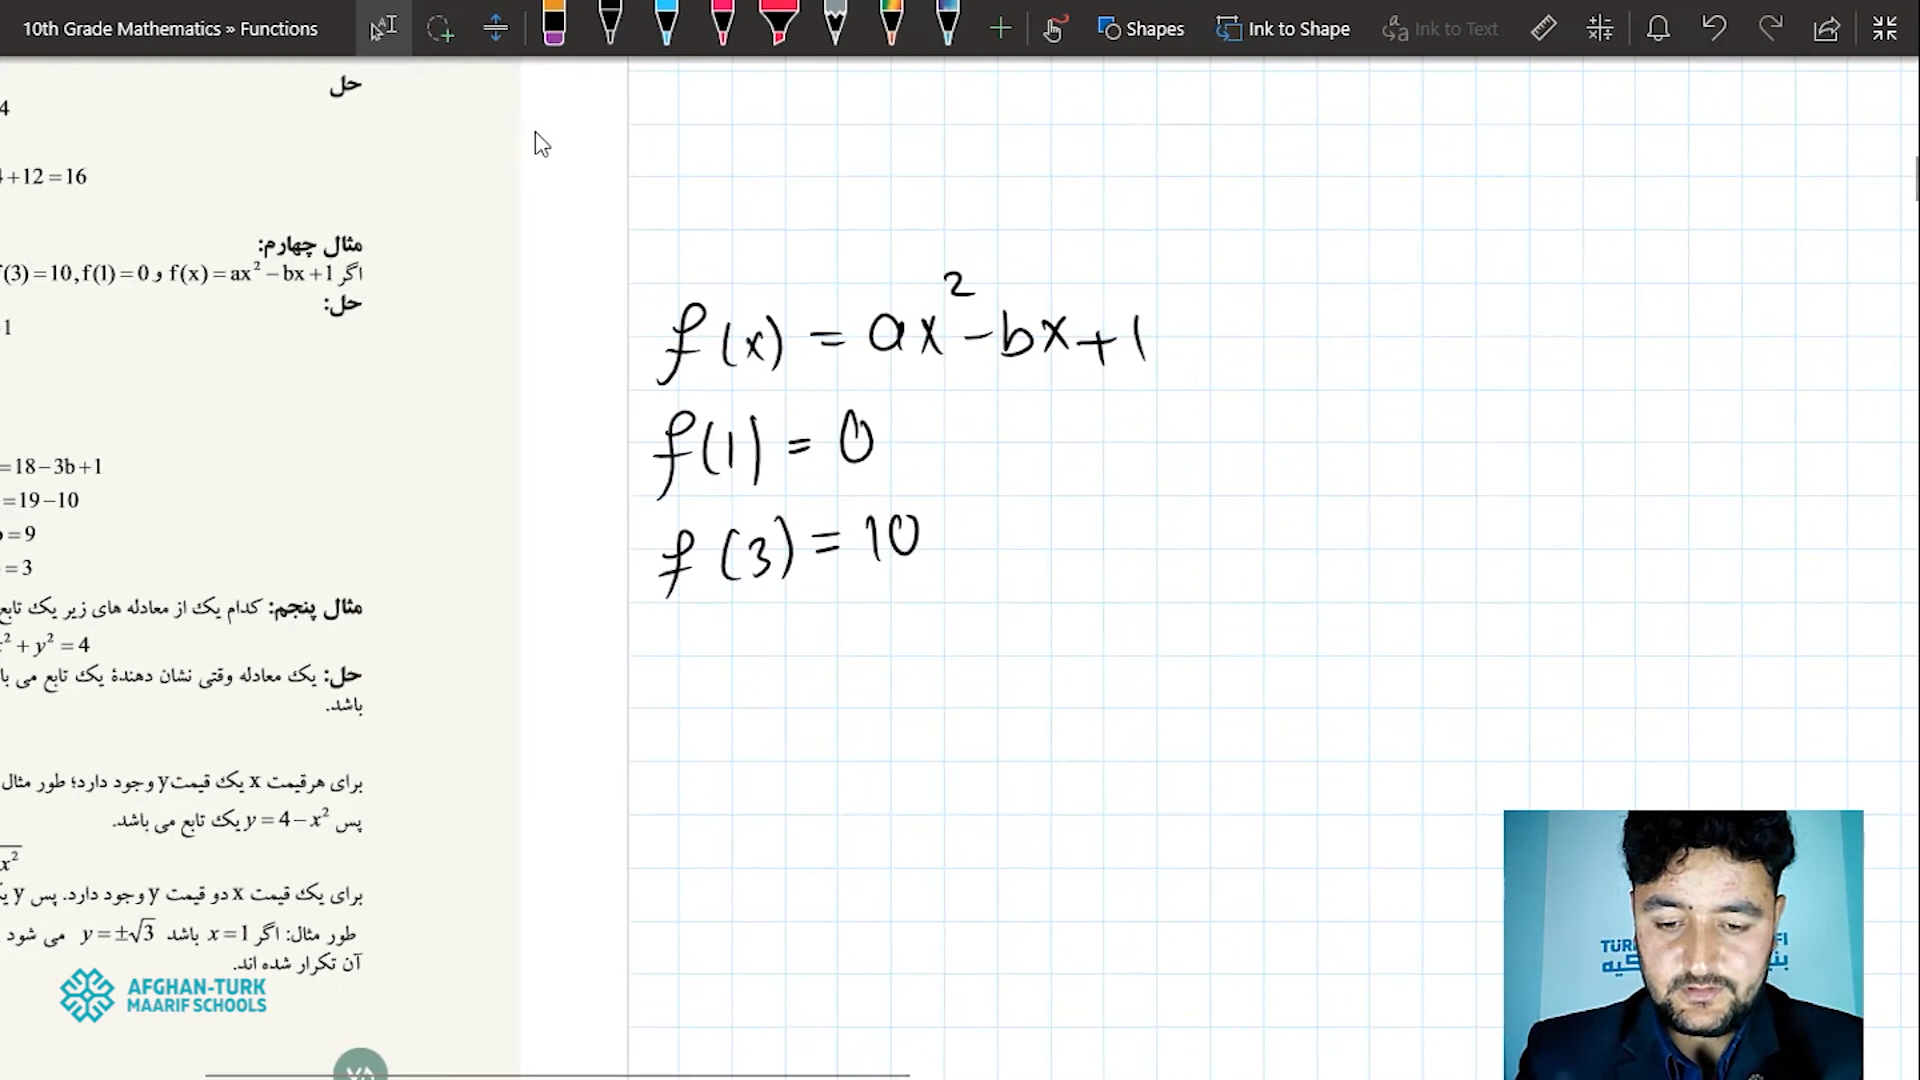 10th Grade Mathematics » Functions
Shapes
Ink to Shape
Ink to Text
حل
4
4+12=16
مثال چهارم:
اگر f(x)=ax²−bx+1 و f(3)=10,f(1)=0
حل:
1
=18−3b+1
=19−10
=9
=3
مثال پنجم: کدام یک از معادله های زیر یک تابع
x²+y²=4
حل: یک معادله وقتی نشان دهندۀ یک تابع می با
باشد.
برای هرقیمت x یک قیمت y وجود دارد؛ طور مثال
پس y=4−x² یک تابع می باشد.
x²
برای یک قیمت x دو قیمت y وجود دارد. پس y یک
طور مثال: اگر x=1 باشد y=±√3 می شود
آن تکرار شده اند.
AFGHAN-TURK
MAARIF SCHOOLS
f(x) = ax²-bx+1
f(1) = 0
f(3) = 10